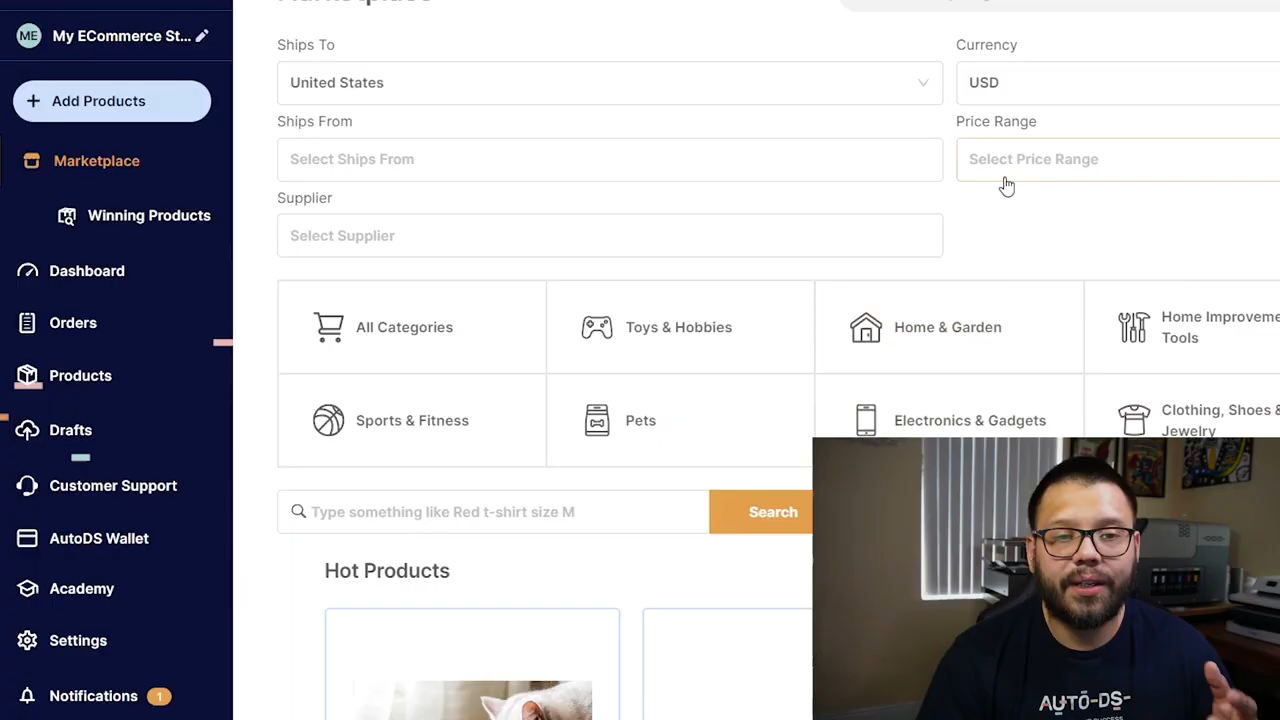 ME My ECommerce St...
+ Add Products
Marketplace
Winning Products
Dashboard
Orders
Products
Drafts
Customer Support
AutoDS Wallet
Academy
Settings
Notifications 1
Ships To
United States
Currency
USD
Ships From
Select Ships From
Price Range
Select Price Range
Supplier
Select Supplier
All Categories
Toys & Hobbies
Home & Garden
Home Improveme
Tools
Sports & Fitness
Pets
Electronics & Gadgets
Clothing, Shoes &
Jewelry
Type something like Red t-shirt size M
Search
Hot Products
AUTO-DS-